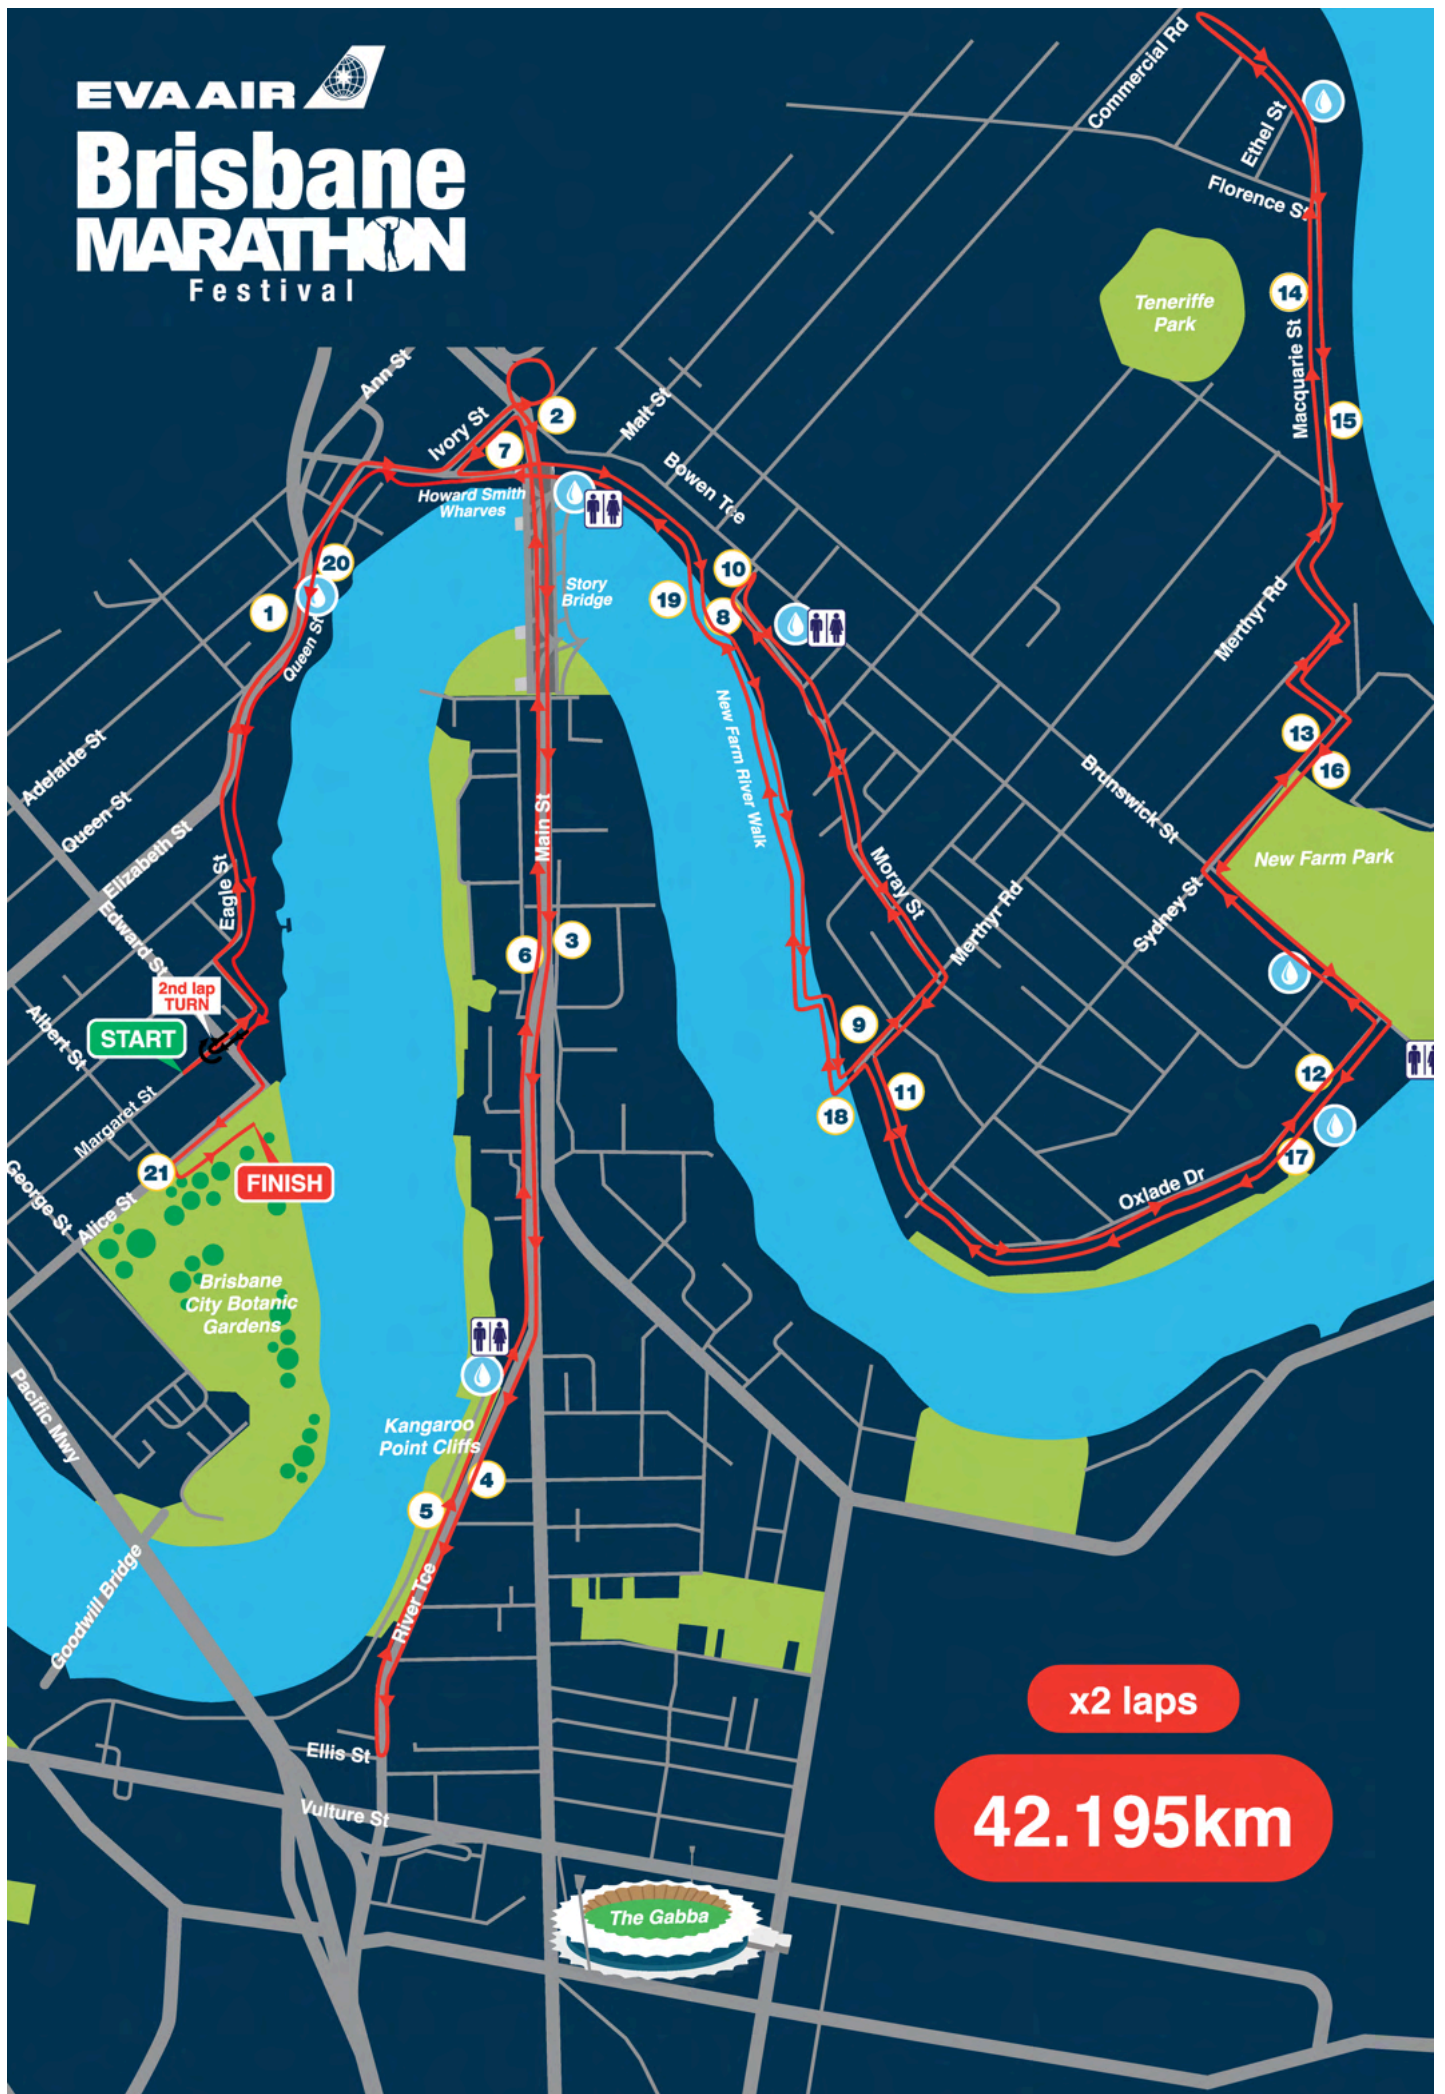 EVA AIR
Brisbane
MARATHON
Festival
Commercial Rd
Ethel St
Florence St
Teneriffe
Park
14
Macquarie St
15
Ann St
Ivory St
2
7
Malt St
Bowen Tce
Howard Smith
Wharves
20
1
Queen St
Story
Bridge
19
10
8
Merthyr Rd
New Farm River Walk
13
16
Adelaide St
Queen St
Elizabeth St
Edward St
Eagle St
Main St
Brunswick St
New Farm Park
Moray St
Merthyr Rd
Sydney St
6
3
2nd lap
TURN
START
Albert St
Margaret St
George St
Alice St
21
FINISH
9
11
18
12
17
Oxlade Dr
Brisbane
City Botanic
Gardens
Pacific Mwy
Kangaroo
Point Cliffs
4
5
River Tce
Goodwill Bridge
Ellis St
Vulture St
x2 laps
42.195km
The Gabba